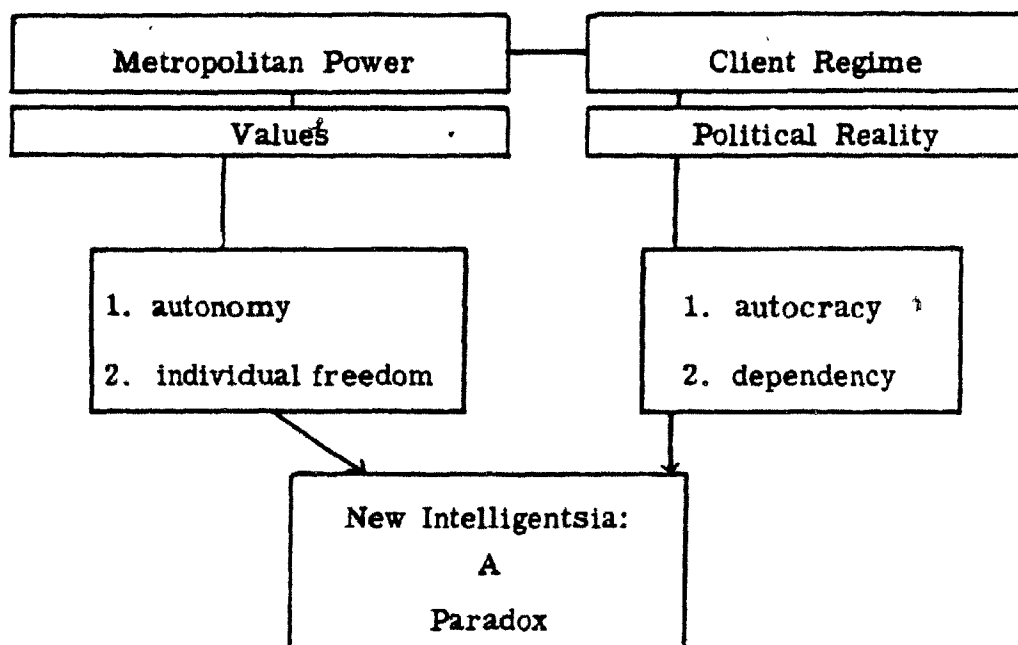 Metropolitan Power
Client Regime
Values
Political Reality
1. autonomy
2. individual freedom
1. autocracy
2. dependency
New Intelligentsia:
A
Paradox